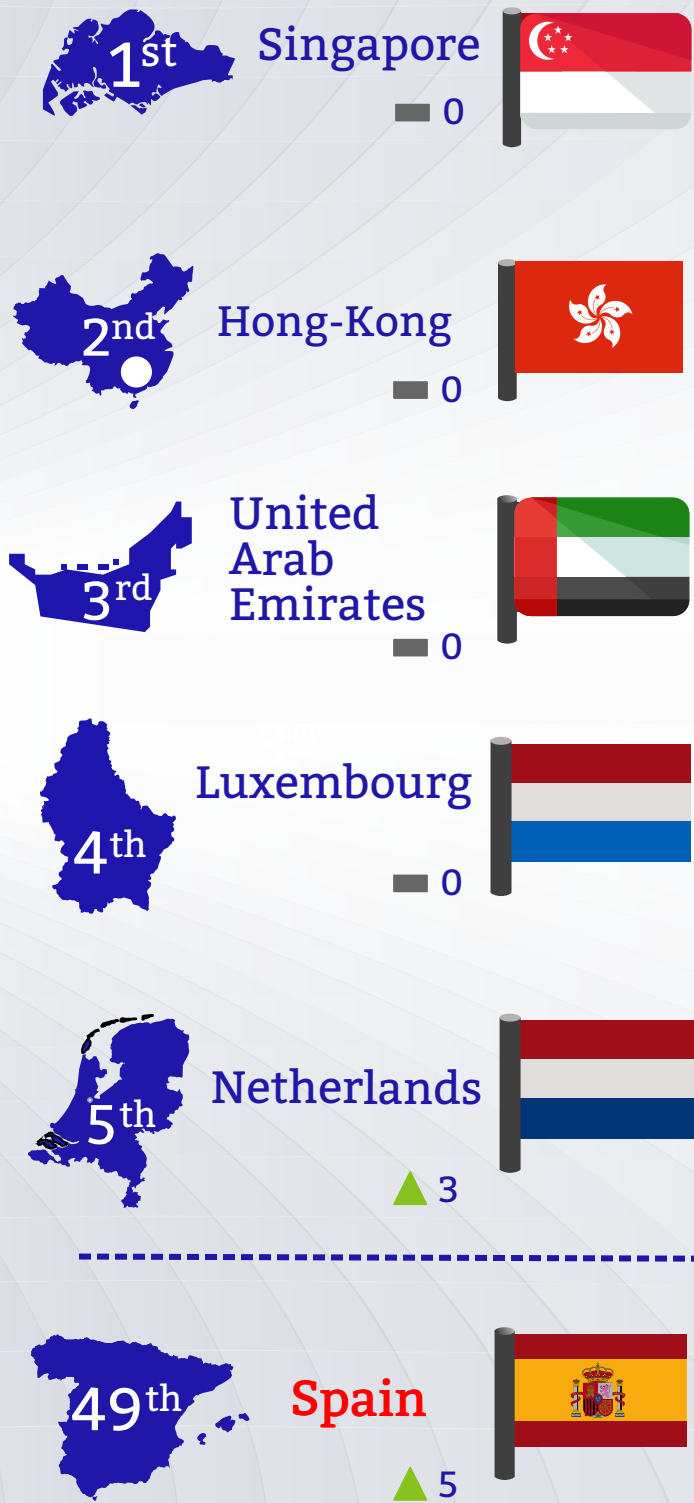 1st
Singapore
0
2nd
Hong-Kong
0
3rd
United
Arab
Emirates
0
3º
Luxembourg
4th
0
Netherlands
5th
3
49th
Spain
5